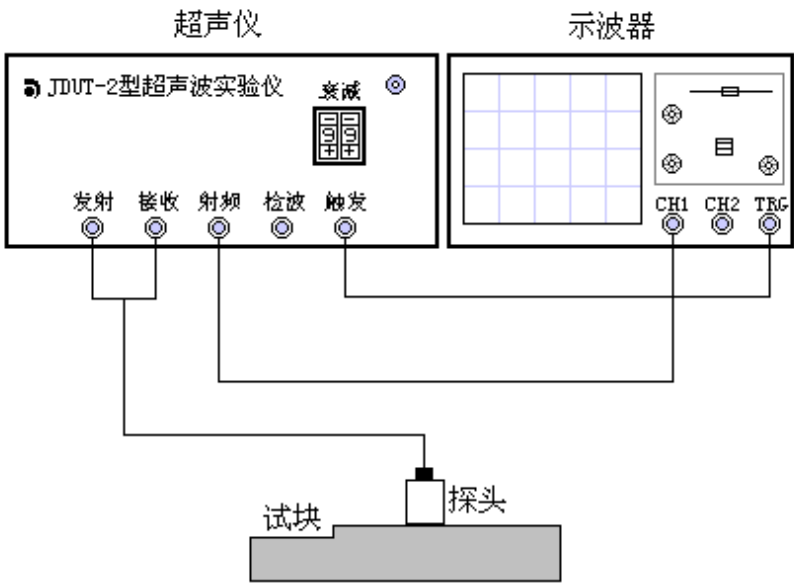 超声仪
示波器
JDUT-2型超声波实验仪
衰减
99
发射 接收 射频 检波 触发
CH1 CH2 TRG
探头
试块